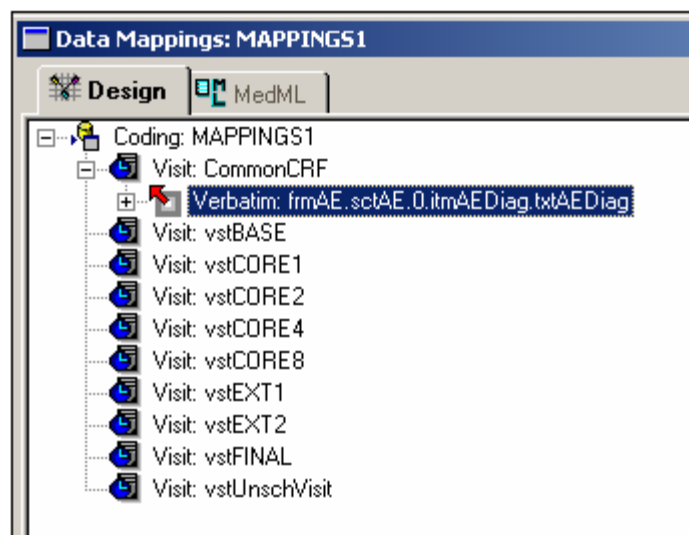 Data Mappings: MAPPINGS1
Design MedML
Coding: MAPPINGS1
Visit: CommonCRF
Verbatim: frmAE.sctAE.0.itmAEDiag.txtAEDiag
Visit: vstBASE
Visit: vstCORE1
Visit: vstCORE2
Visit: vstCORE4
Visit: vstCORE8
Visit: vstEXT1
Visit: vstEXT2
Visit: vstFINAL
Visit: vstUnschVisit